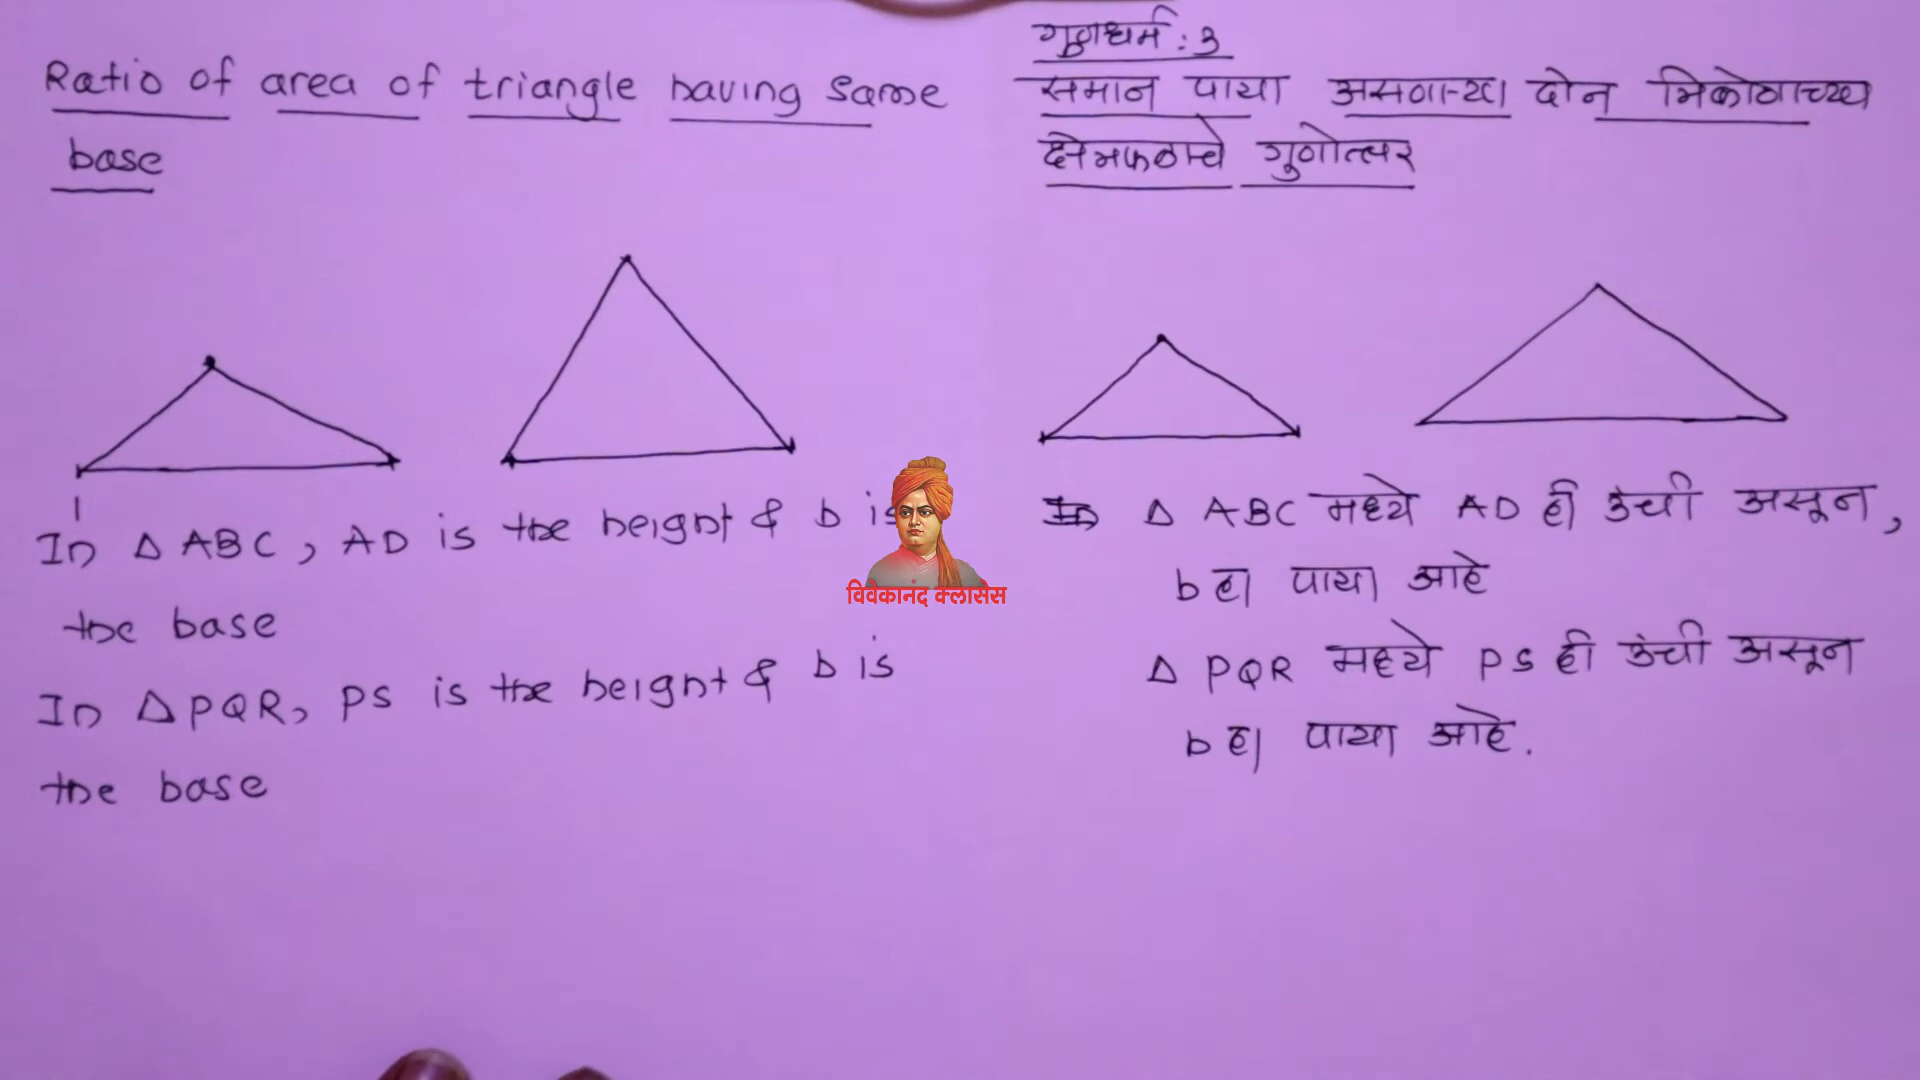 Ratio of area of triangle having same
base
In Δ ABC, AD is the height & b is
the base
In Δ PQR, PS is the height & b is
the base
गुणधर्म : 3
समान पाया असणाऱ्या दोन त्रिकोणाच्या
क्षेत्रफळाचे गुणोत्तर
Δ ABC मध्ये AD ही उंची असून,
b हा पाया आहे
Δ PQR मध्ये PS ही उंची असून
b हा पाया आहे.
विवेकानंद क्लासेस